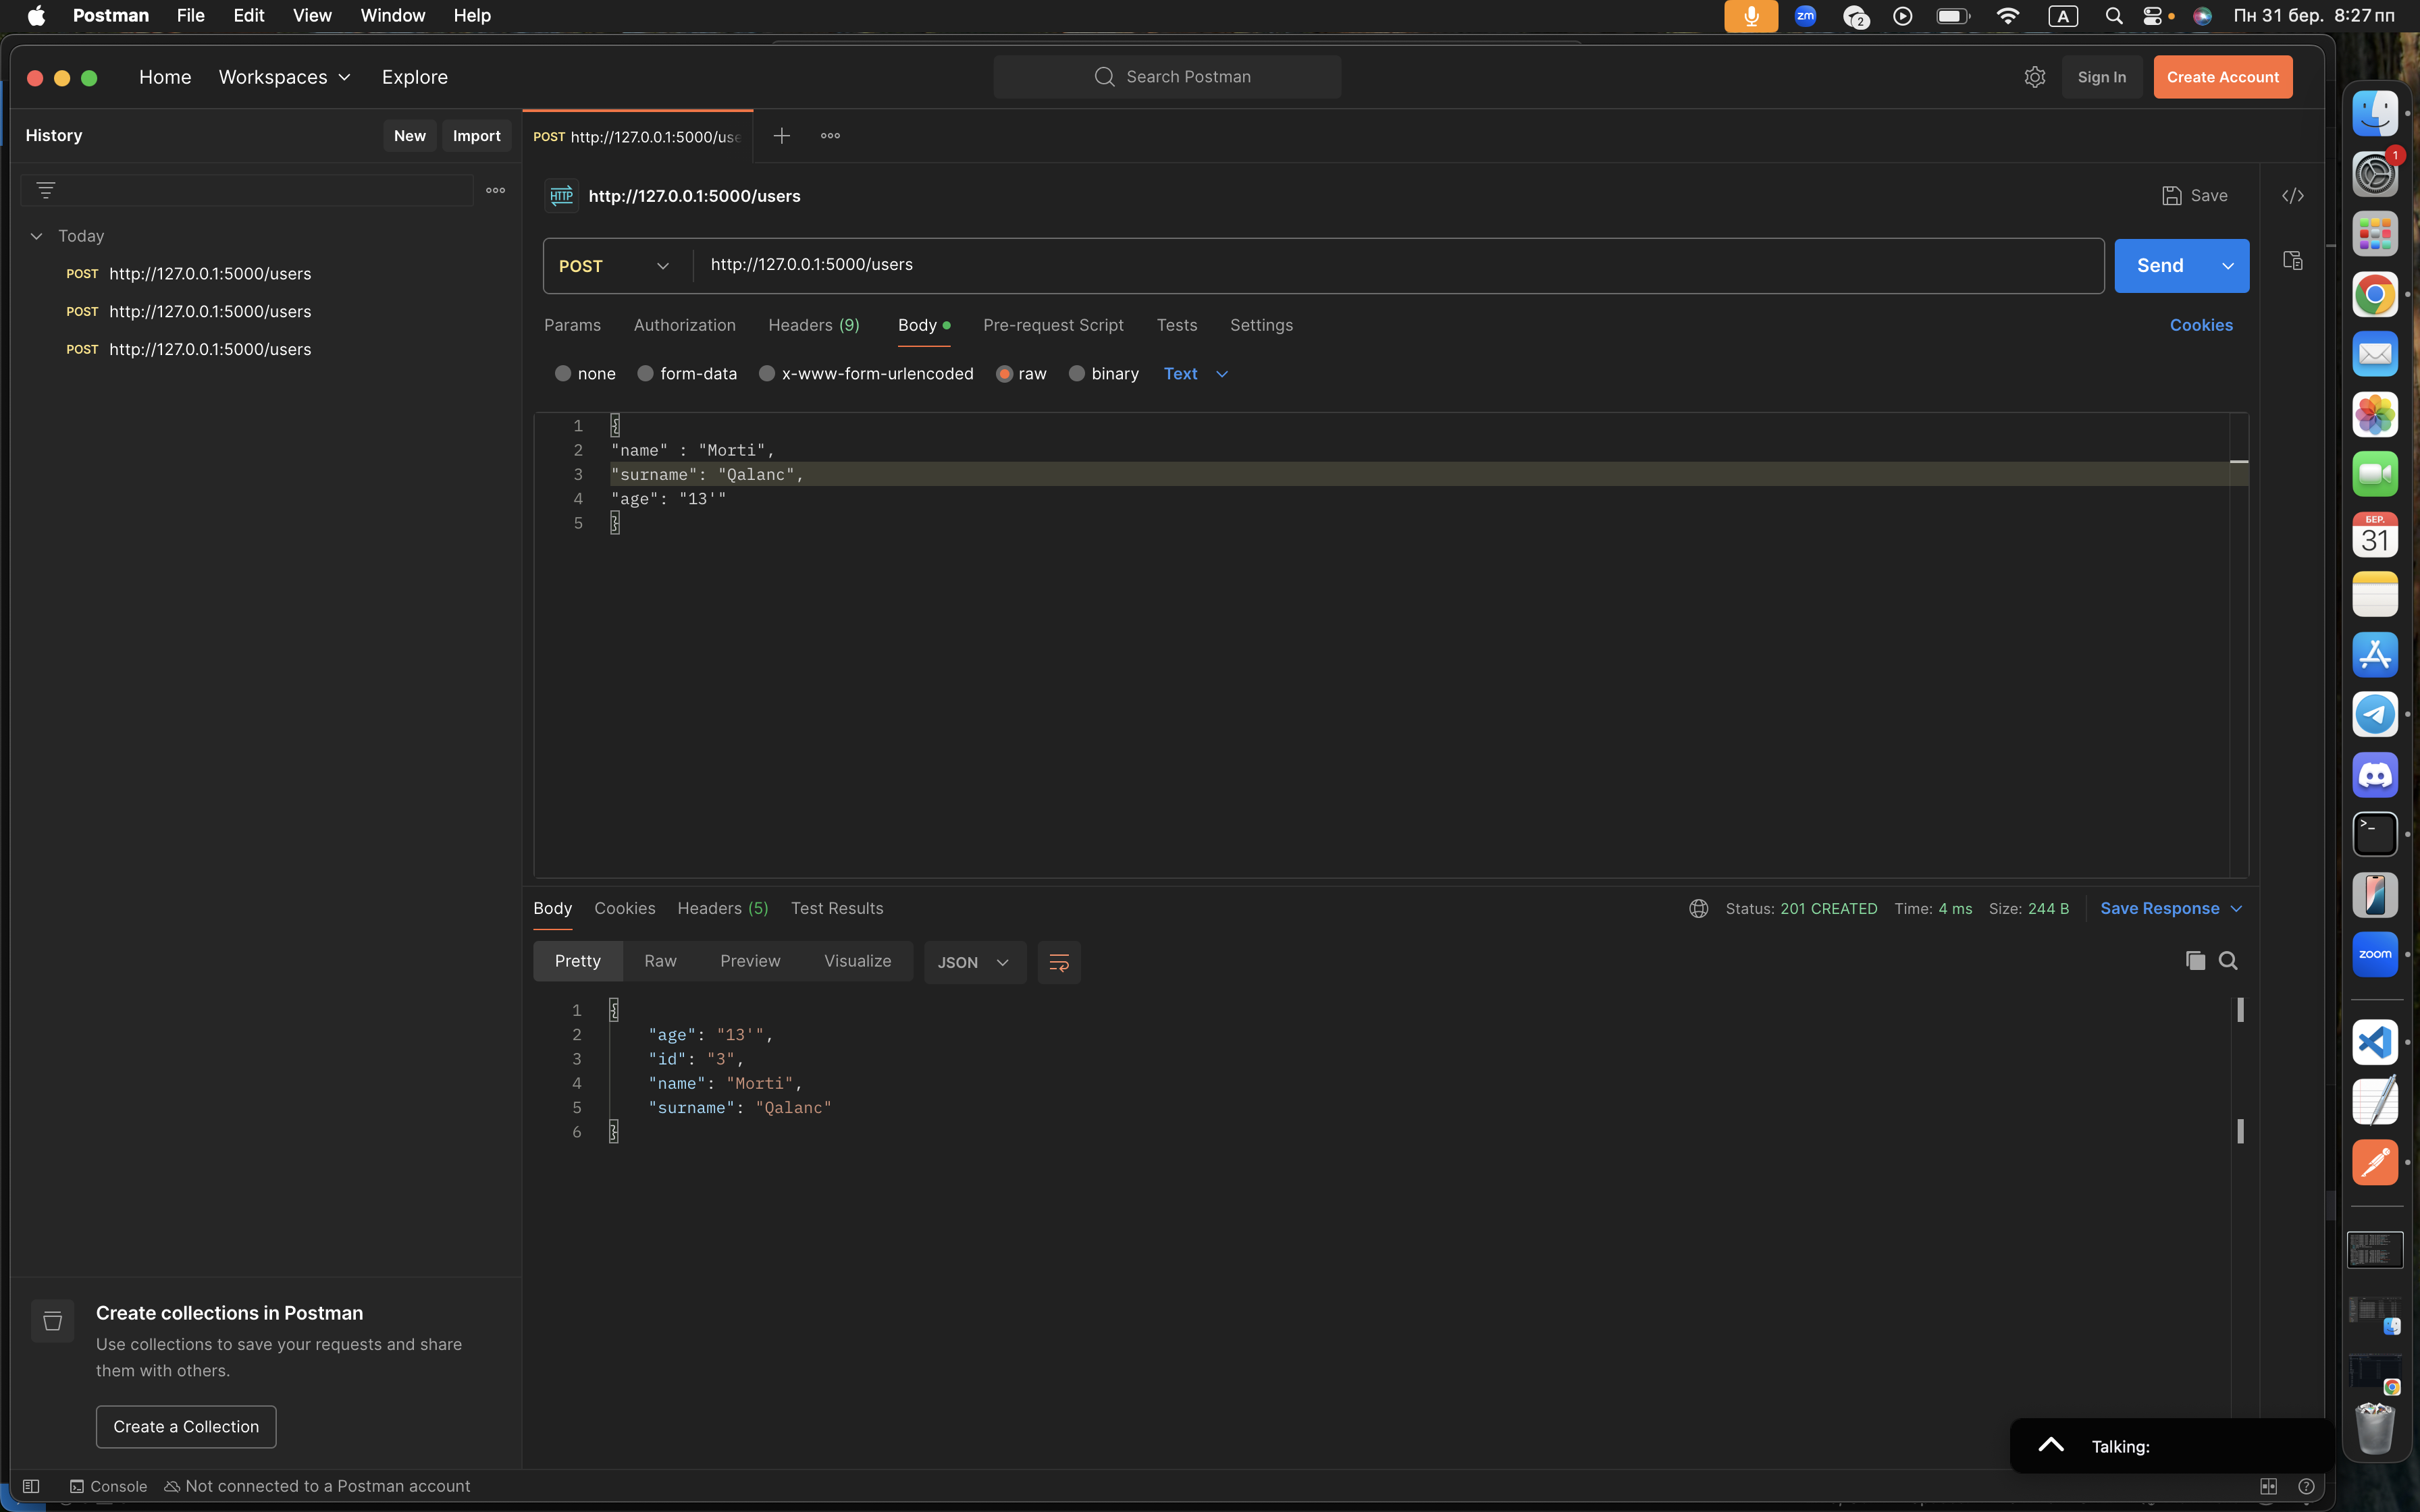 Postman File Edit View Window Help
zm 2 A Пн 31 бер. 8:27 пп
Home Workspaces Explore Search Postman Sign In Create Account
History New Import
POST http://127.0.0.1:5000/use
HTTP http://127.0.0.1:5000/users Save
Today
POST http://127.0.0.1:5000/users
POST http://127.0.0.1:5000/users
POST http://127.0.0.1:5000/users
POST http://127.0.0.1:5000/users Send
Params Authorization Headers (9) Body Pre-request Script Tests Settings Cookies
none form-data x-www-form-urlencoded raw binary Text
1 {
2 "name" : "Morti",
3 "surname": "Qalanc",
4 "age": "13'"
5 }
Body Cookies Headers (5) Test Results Status: 201 CREATED Time: 4 ms Size: 244 B Save Response
Pretty Raw Preview Visualize JSON
1 {
2 "age": "13'",
3 "id": "3",
4 "name": "Morti",
5 "surname": "Qalanc"
6 }
Create collections in Postman
Use collections to save your requests and share
them with others.
Create a Collection
Console Not connected to a Postman account
Talking:
1
БЕР.
31
zoom